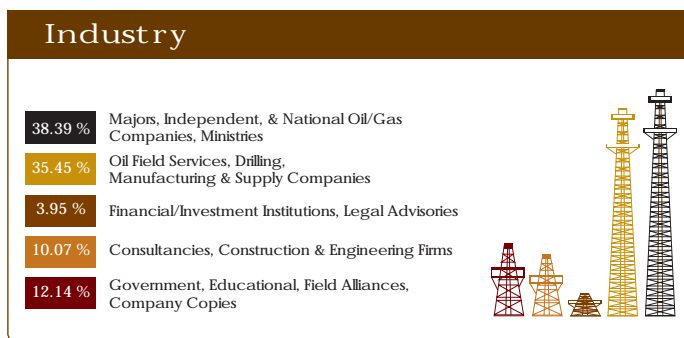 Industry
38.39 %
Majors, Independent, & National Oil/Gas
Companies, Ministries
35.45 %
Oil Field Services, Drilling,
Manufacturing & Supply Companies
3.95 %
Financial/Investment Institutions, Legal Advisories
10.07 %
Consultancies, Construction & Engineering Firms
12.14 %
Government, Educational, Field Alliances,
Company Copies